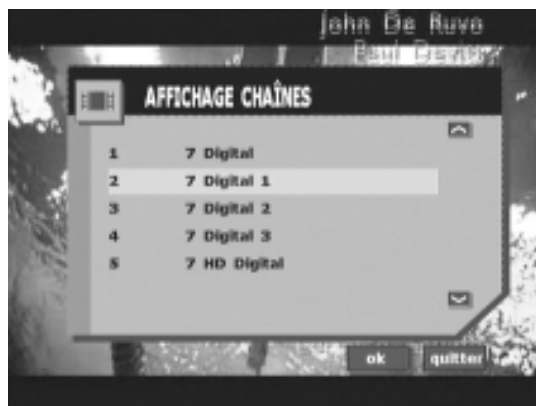 John De Ruvo
Paul
AFFICHAGE CHAÎNES
1 7 Digital
2 7 Digital 1
3 7 Digital 2
4 7 Digital 3
5 7 HD Digital
ok quitter